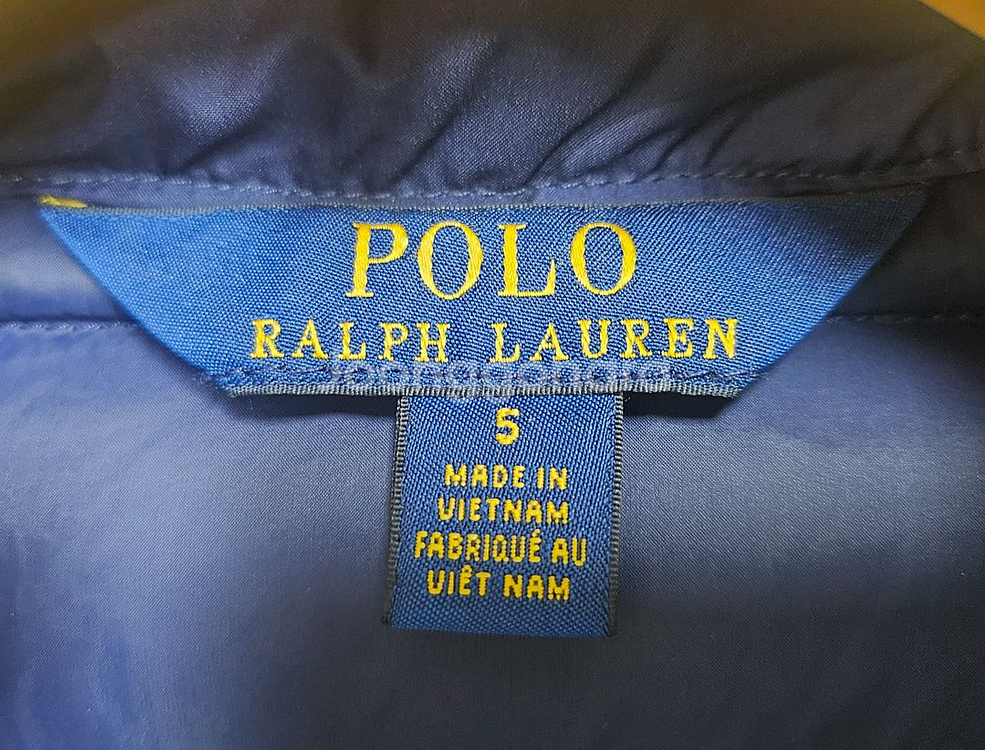 POLO
RALPH LAUREN
5
MADE IN
VIETNAM
FABRIQUÉ AU
VIÊT NAM